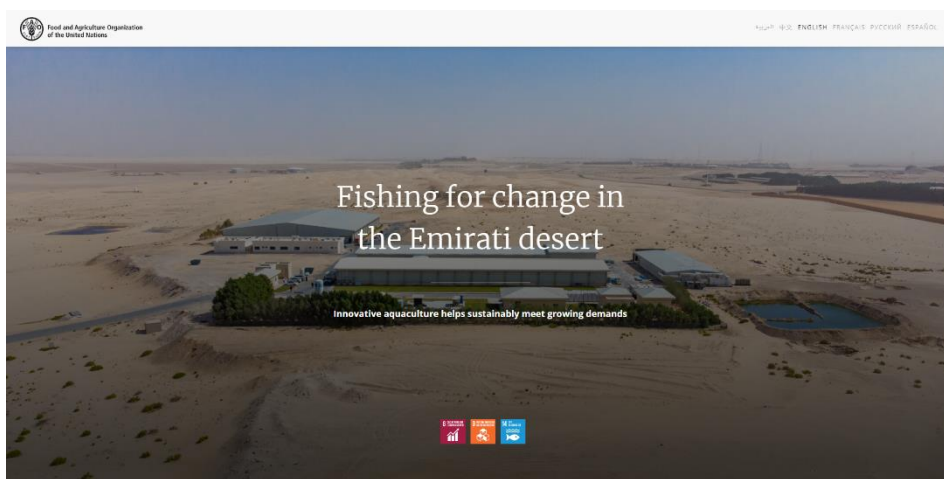 Food and Agriculture Organization
of the United Nations
中文 ENGLISH FRANÇAIS РУССКИЙ ESPAÑOL
Fishing for change in
the Emirati desert
Innovative aquaculture helps sustainably meet growing demands